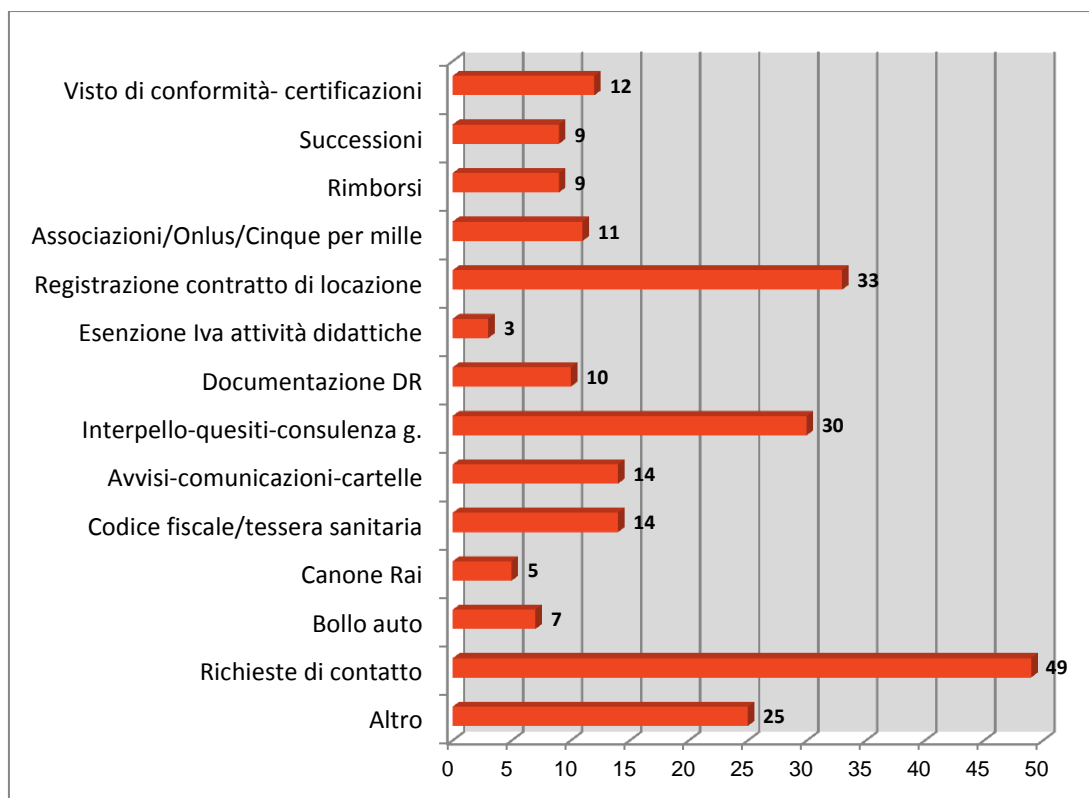 Visto di conformità- certificazioni 12
Successioni 9
Rimborsi 9
Associazioni/Onlus/Cinque per mille 11
Registrazione contratto di locazione 33
Esenzione Iva attività didattiche 3
Documentazione DR 10
Interpello-quesiti-consulenza g. 30
Avvisi-comunicazioni-cartelle 14
Codice fiscale/tessera sanitaria 14
Canone Rai 5
Bollo auto 7
Richieste di contatto 49
Altro 25
0 5 10 15 20 25 30 35 40 45 50